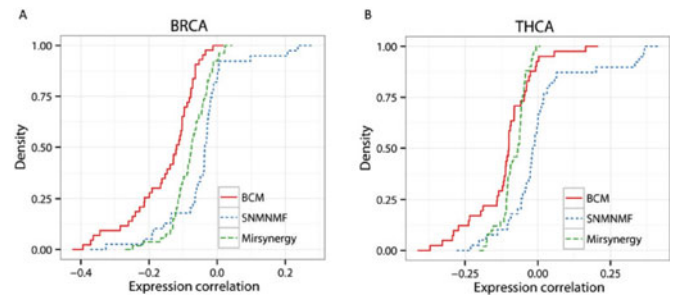 A
BRCA
1.00
0.75
0.50
0.25
0.00
Density
BCM
SNMNMF
Mirsynergy
−0.4 −0.2 0.0 0.2
Expression correlation
B
THCA
1.00
0.75
0.50
0.25
0.00
Density
BCM
SNMNMF
Mirsynergy
−0.25 0.00 0.25
Expression correlation